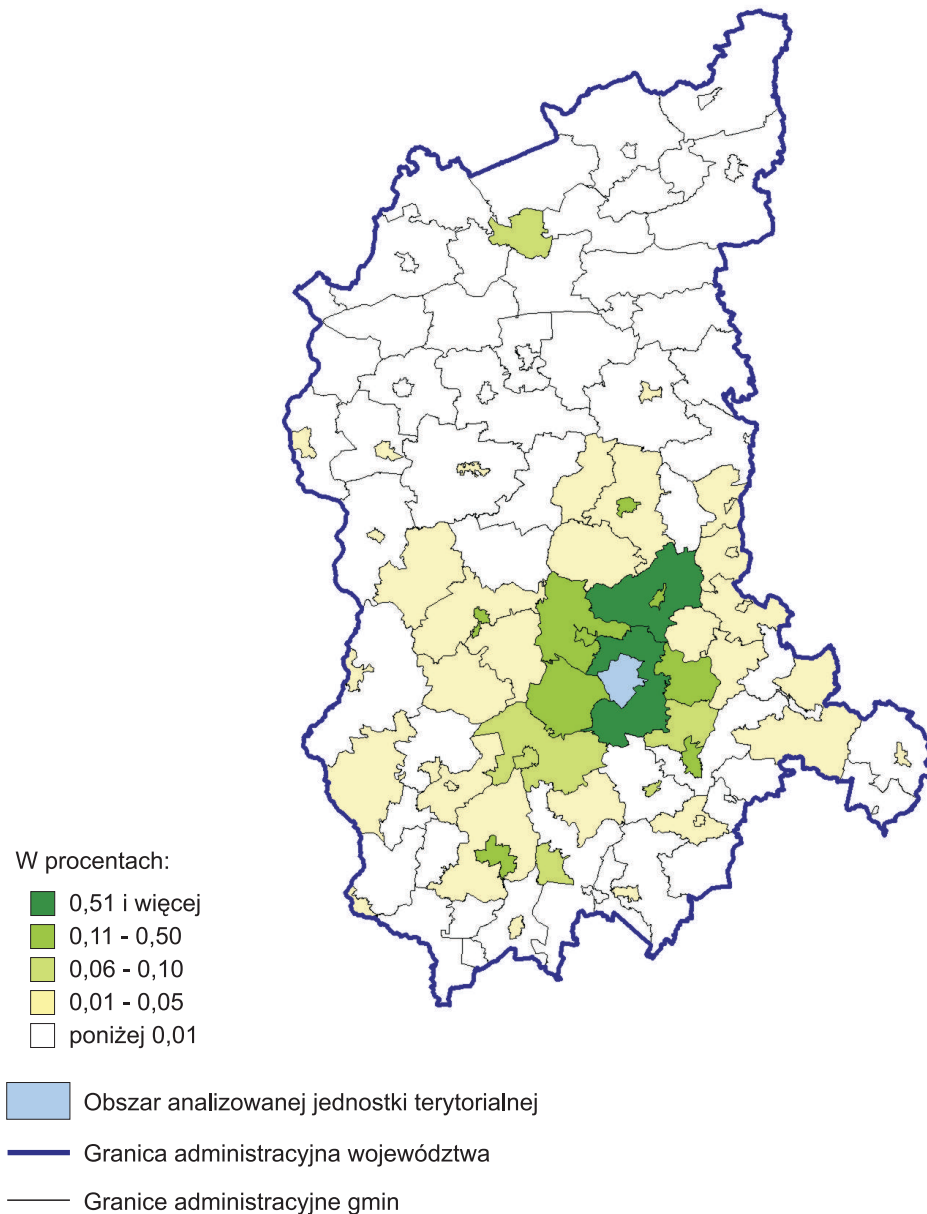 W procentach:
0,51 i więcej
0,11 - 0,50
0,06 - 0,10
0,01 - 0,05
poniżej 0,01
Obszar analizowanej jednostki terytorialnej
Granica administracyjna województwa
Granice administracyjne gmin